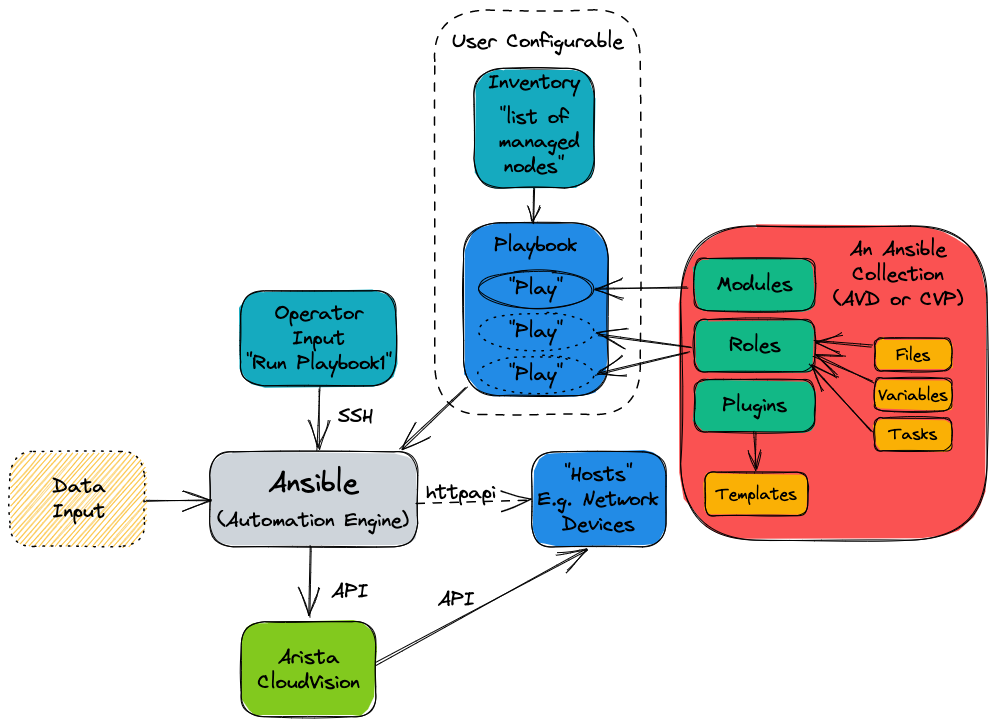 User Configurable
Inventory
"list of
managed
nodes"
Playbook
"Play"
"Play"
"Play"
An Ansible
Collection
(AVD or CVP)
Modules
Roles
Plugins
Files
Variables
Tasks
Templates
Operator
Input
"Run Playbook1"
SSH
Data
Input
Ansible
(Automation Engine)
httpapi
"Hosts"
E.g. Network
Devices
API
API
Arista
CloudVision